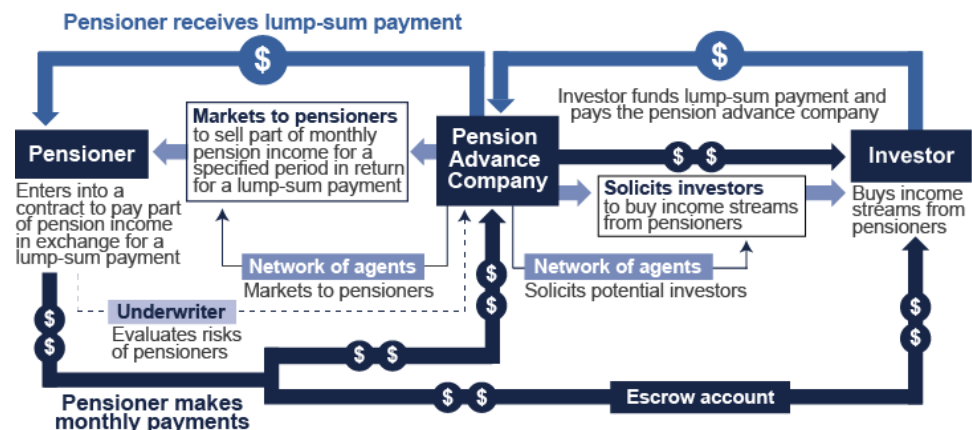 Pensioner receives lump-sum payment
$
$
Investor funds lump-sum payment and
pays the pension advance company
Markets to pensioners
to sell part of monthly
pension income for a
specified period in return
for a lump-sum payment
Pensioner
Pension
Advance
Company
$ $
Investor
Enters into a
contract to pay part
of pension income
in exchange for a
lump-sum payment
Solicits investors
to buy income streams
from pensioners
Buys income
streams from
pensioners
Network of agents
Markets to pensioners
Network of agents
Solicits potential investors
$
$
Underwriter
Evaluates risks
of pensioners
$
$
$
$
$ $
$ $
Escrow account
Pensioner makes
monthly payments